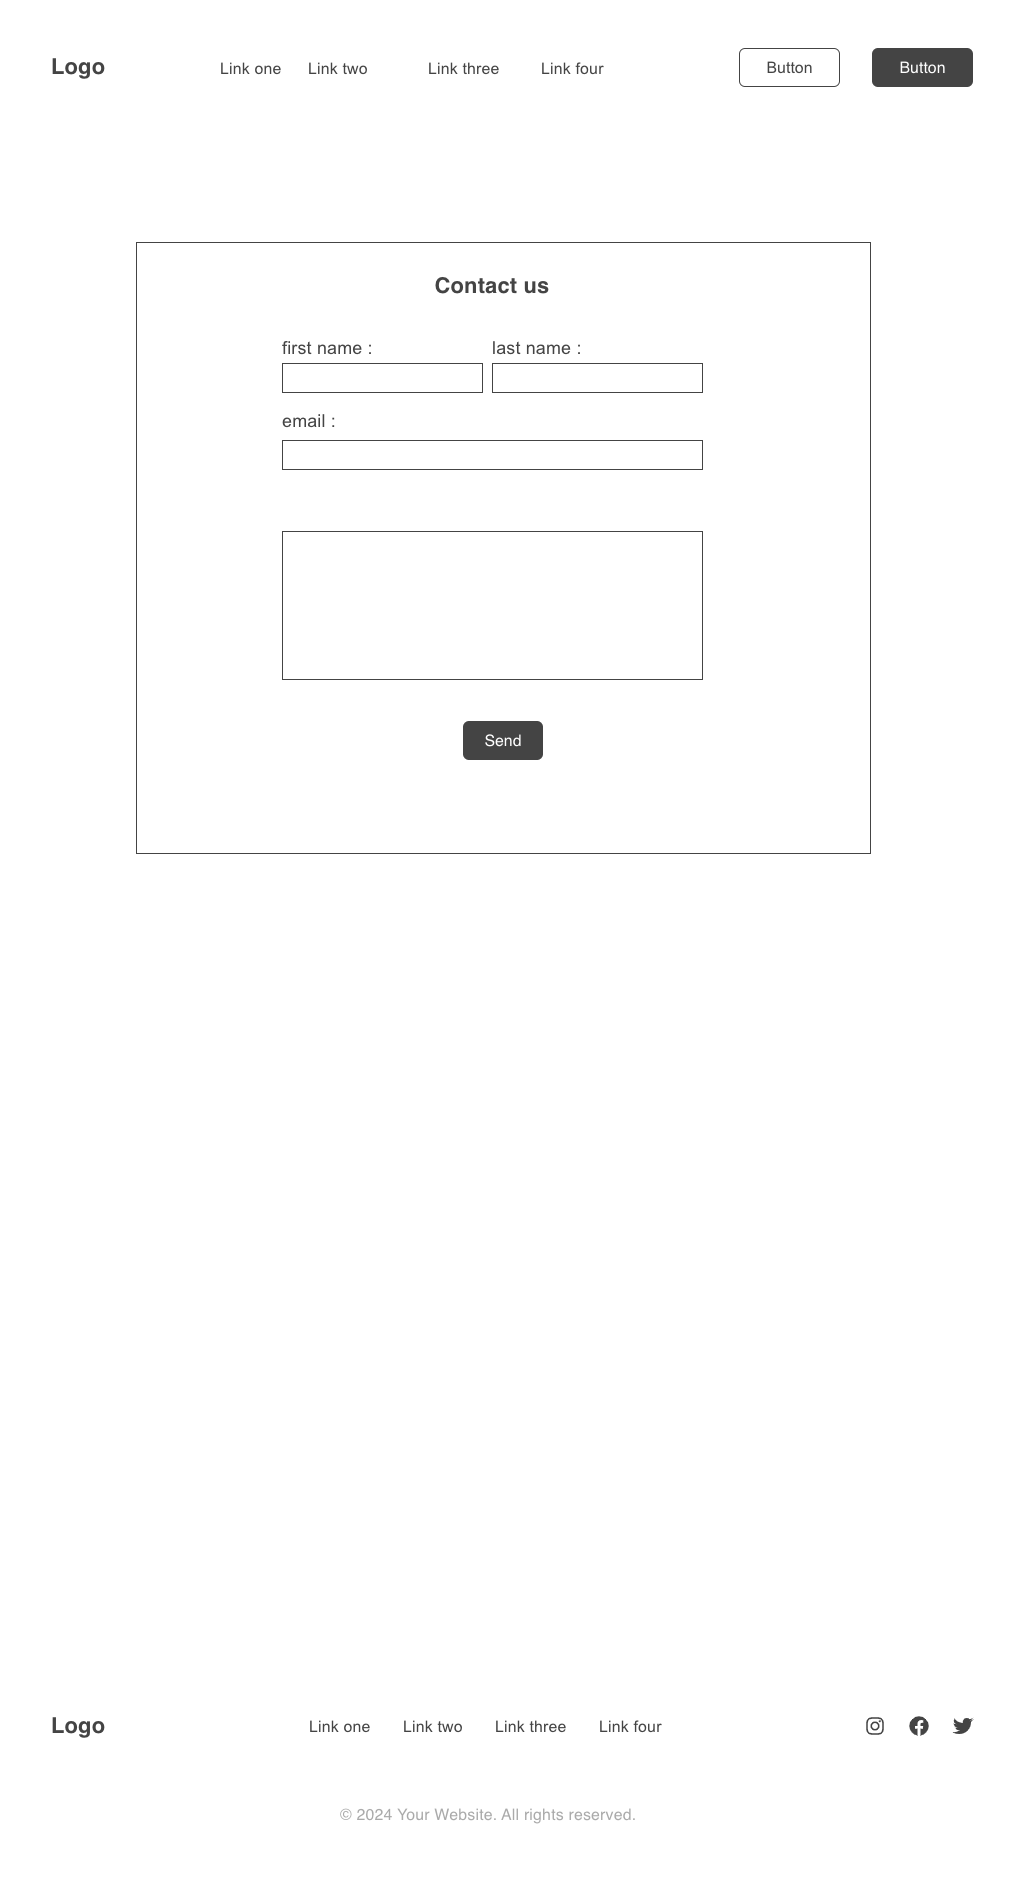 Logo Link one Link two Link three Link four Button Button
Contact us
first name : last name :
email :
Send
Logo Link one Link two Link three Link four
© 2024 Your Website. All rights reserved.